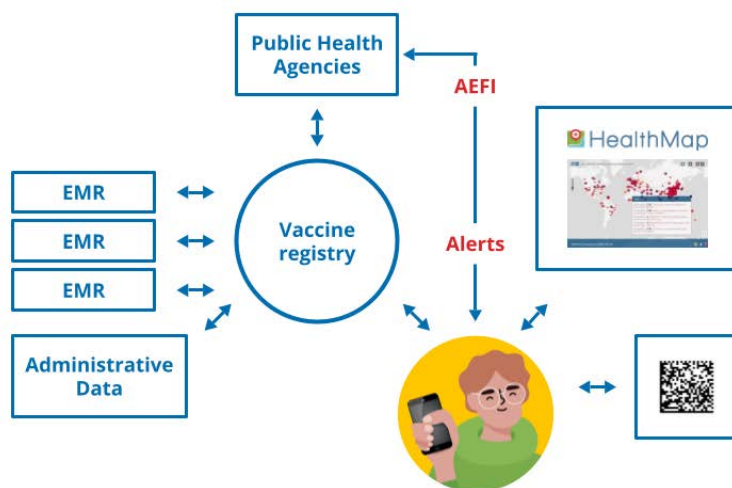 Public Health
Agencies
AEFI
HealthMap
EMR
Vaccine
registry
EMR
Alerts
EMR
Administrative
Data